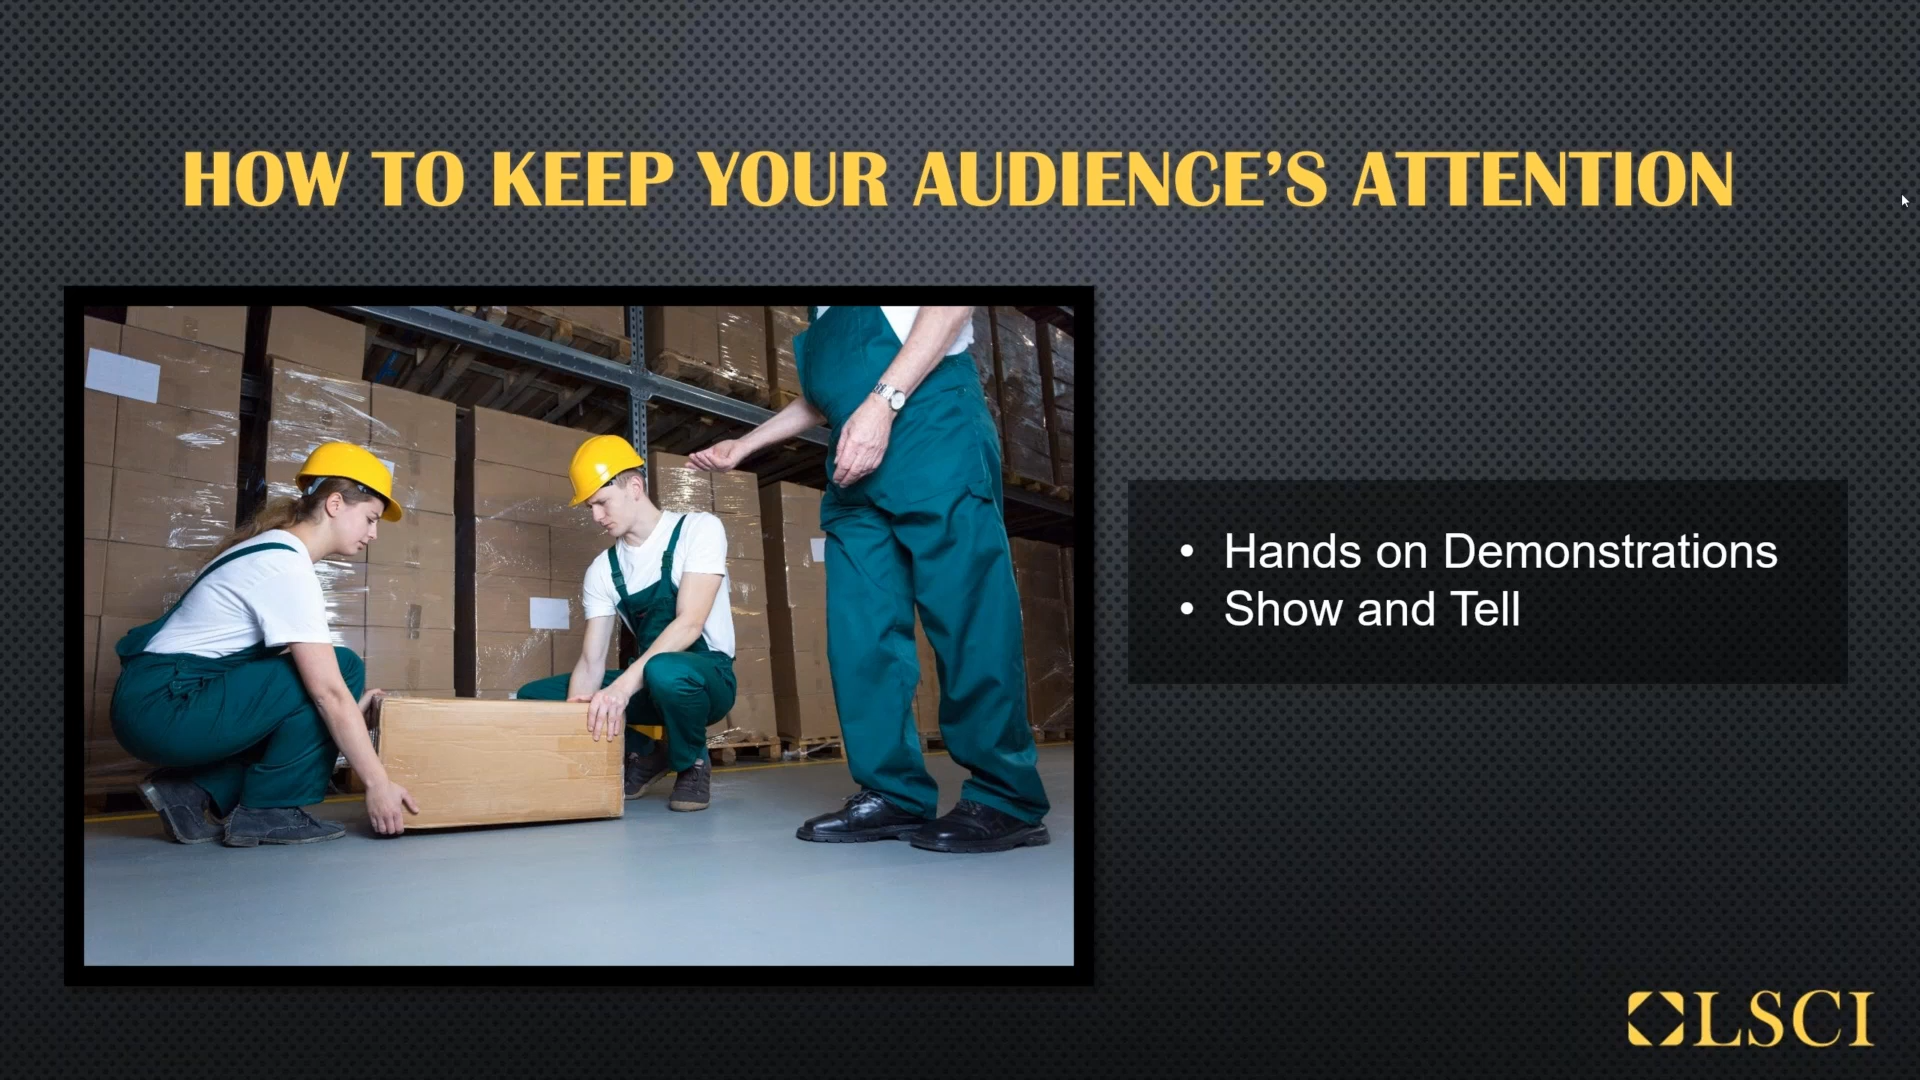 HOW TO KEEP YOUR AUDIENCE’S ATTENTION
• Hands on Demonstrations
• Show and Tell
LSCI